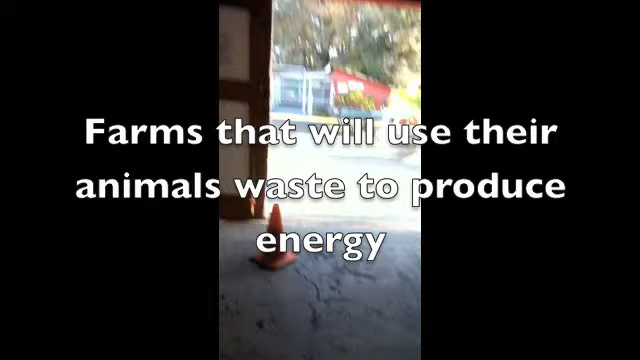 Farms that will use their
animals waste to produce
energy